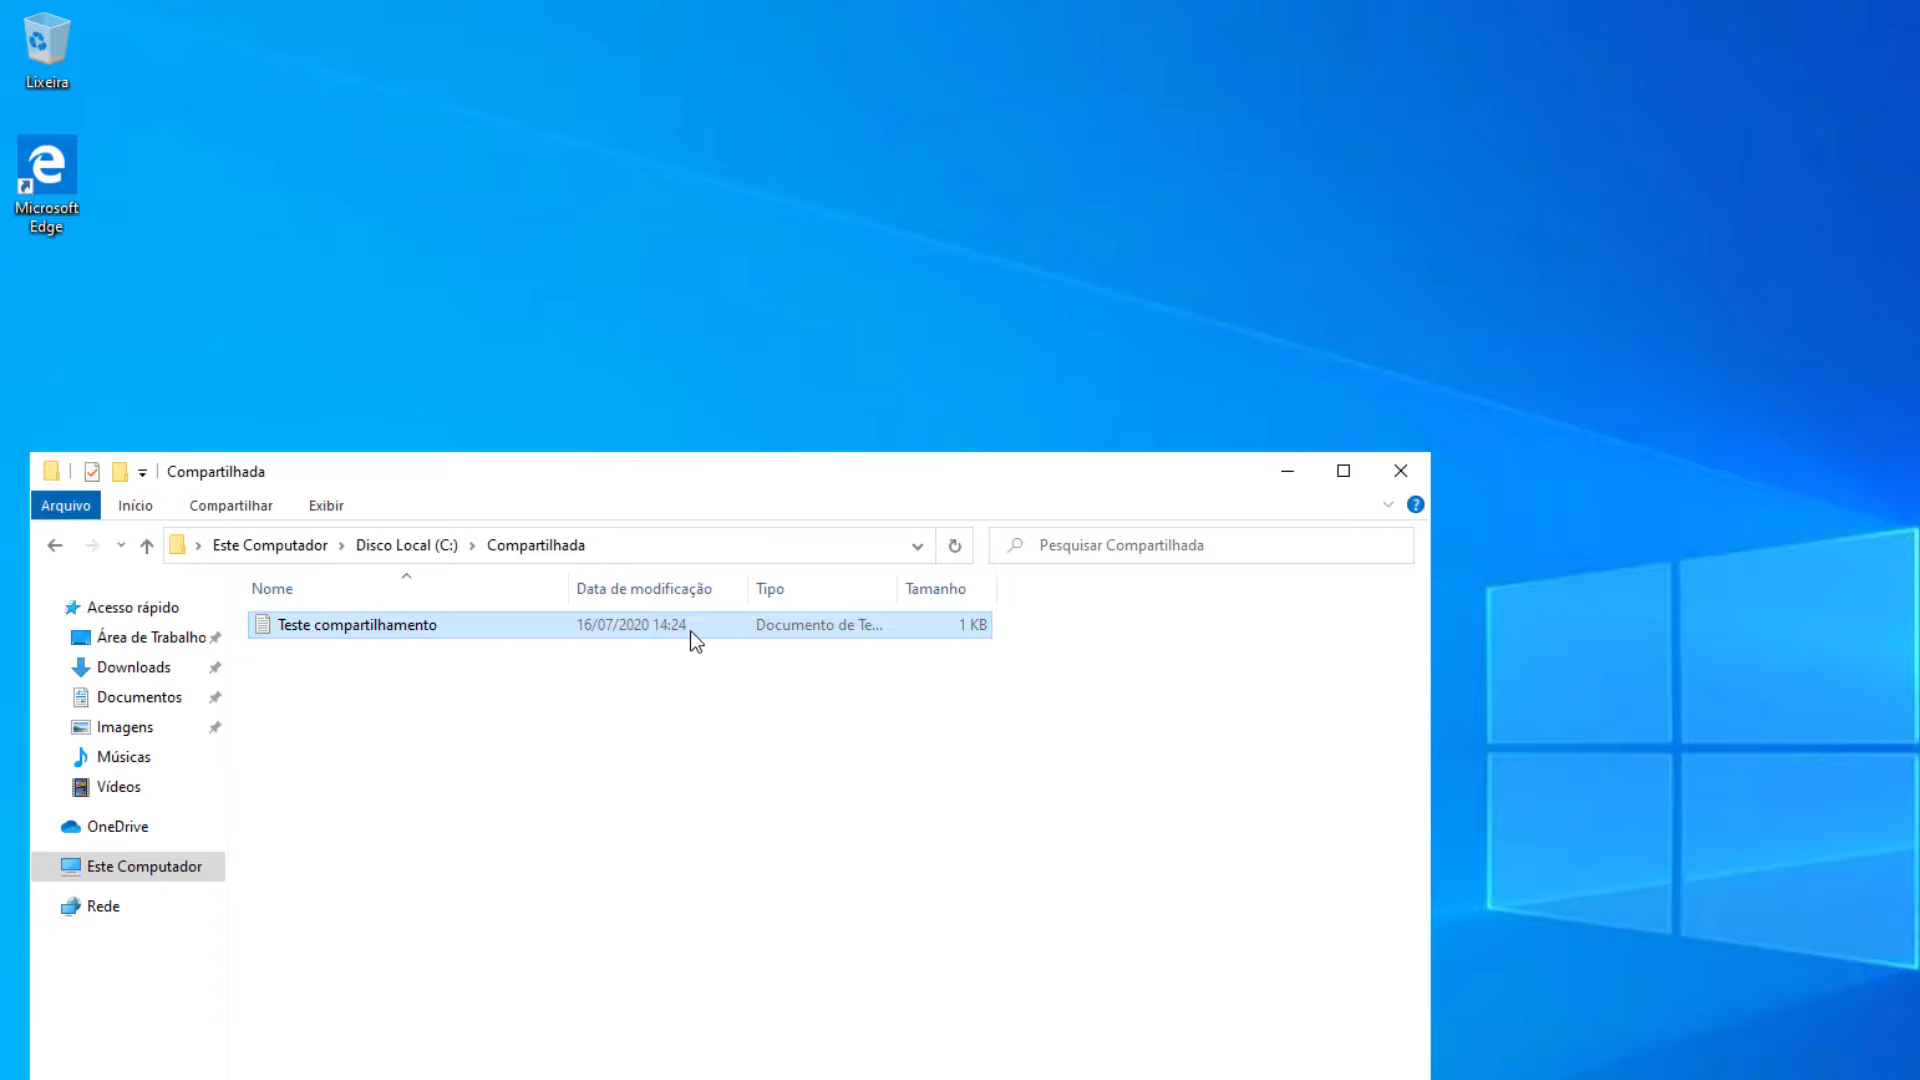 Lixeira
Microsoft
Edge
Compartilhada
Arquivo Início Compartilhar Exibir
Este Computador Disco Local (C:) Compartilhada
Pesquisar Compartilhada
Nome Data de modificação Tipo Tamanho
Teste compartilhamento 16/07/2020 14:24 Documento de Te... 1 KB
Acesso rápido
Área de Trabalho
Downloads
Documentos
Imagens
Músicas
Vídeos
OneDrive
Este Computador
Rede